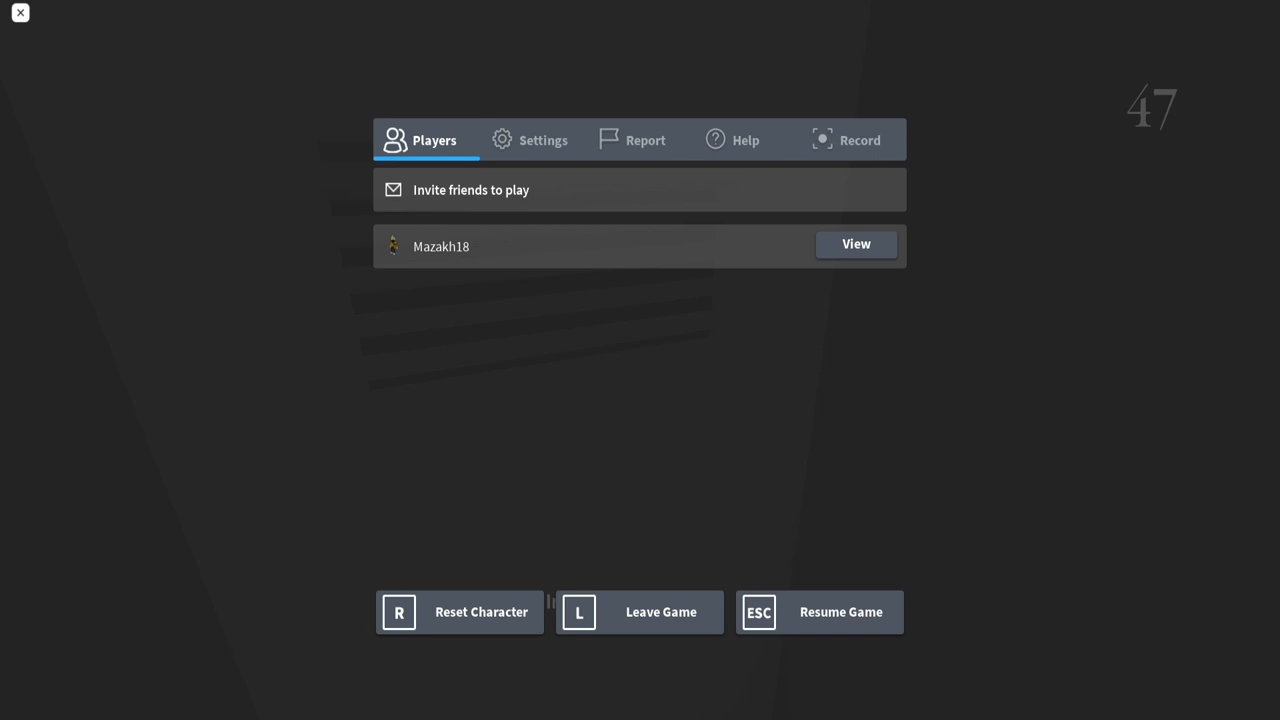 47
Players Settings Report Help Record
Invite friends to play
Mazakh18 View
R Reset Character L Leave Game ESC Resume Game